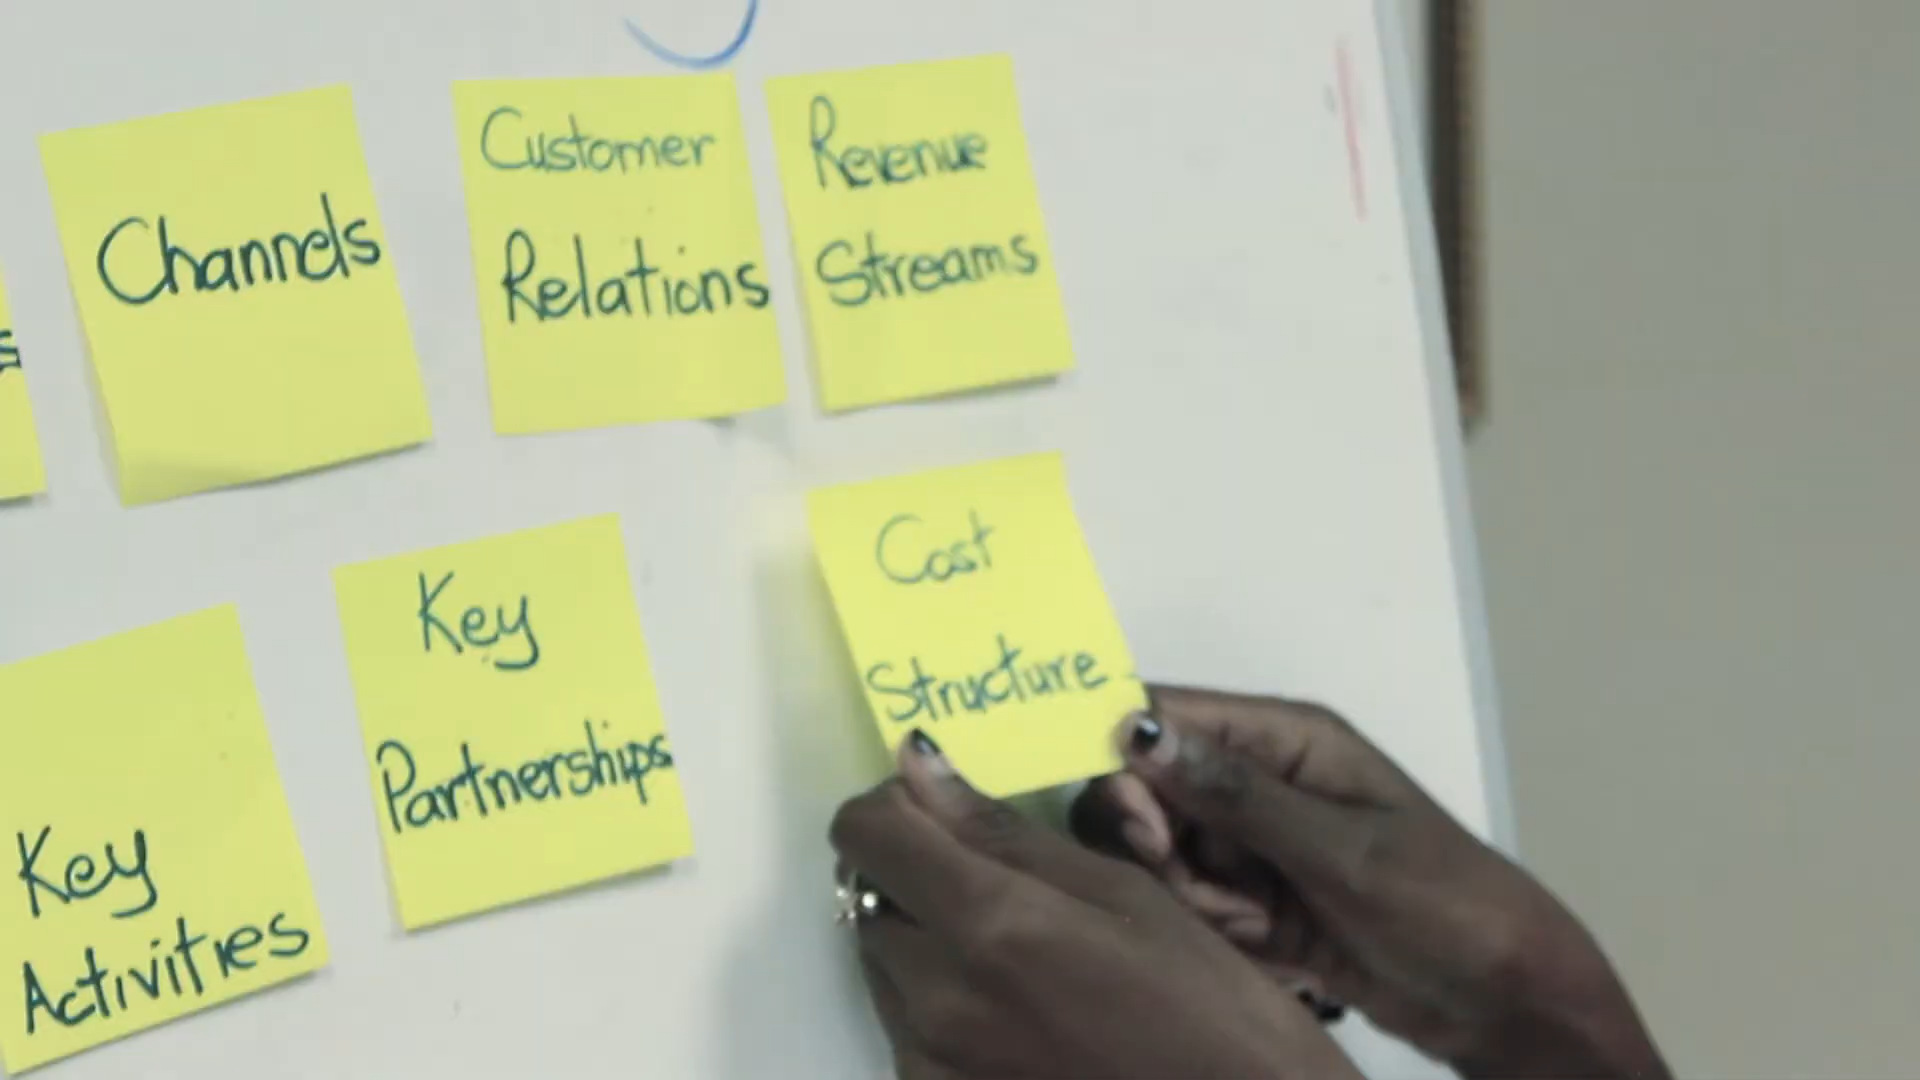 Channels
Customer
Relations
Revenue
Streams
Key
Activities
Key
Partnerships
Cost
Structure